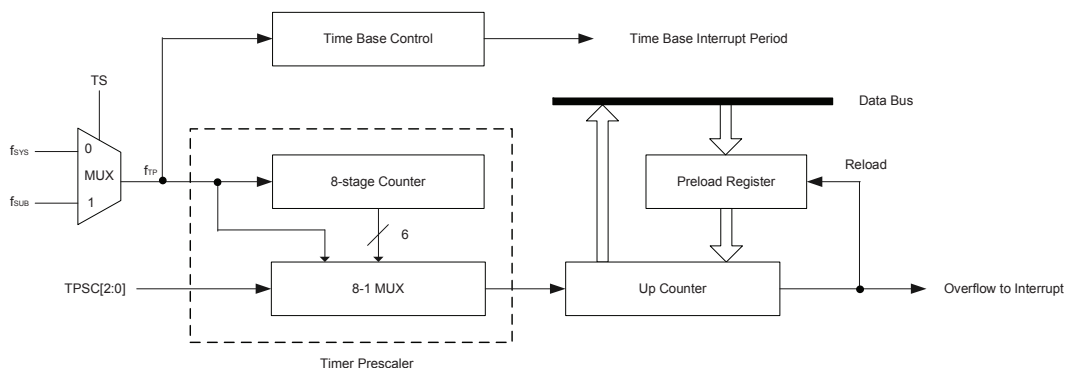 Time Base Control
Time Base Interrupt Period
TS
Data Bus
fSYS
0
MUX
fTP
8-stage Counter
Preload Register
Reload
fSUB
1
6
TPSC[2:0]
8-1 MUX
Up Counter
Overflow to Interrupt
Timer Prescaler